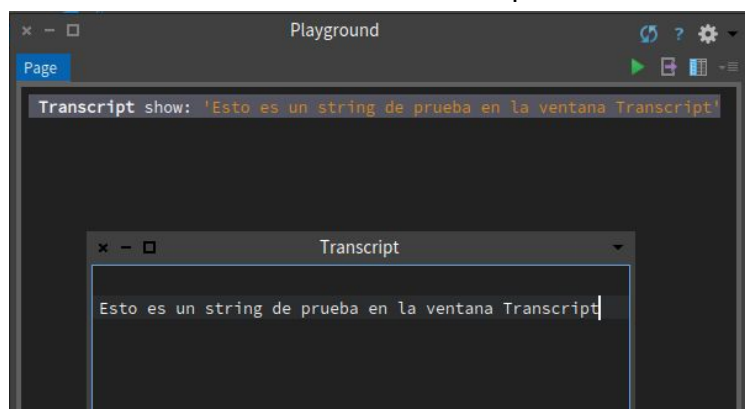 Playground
?
Page
Transcript show: 'Esto es un string de prueba en la ventana Transcript'
Transcript
Esto es un string de prueba en la ventana Transcript